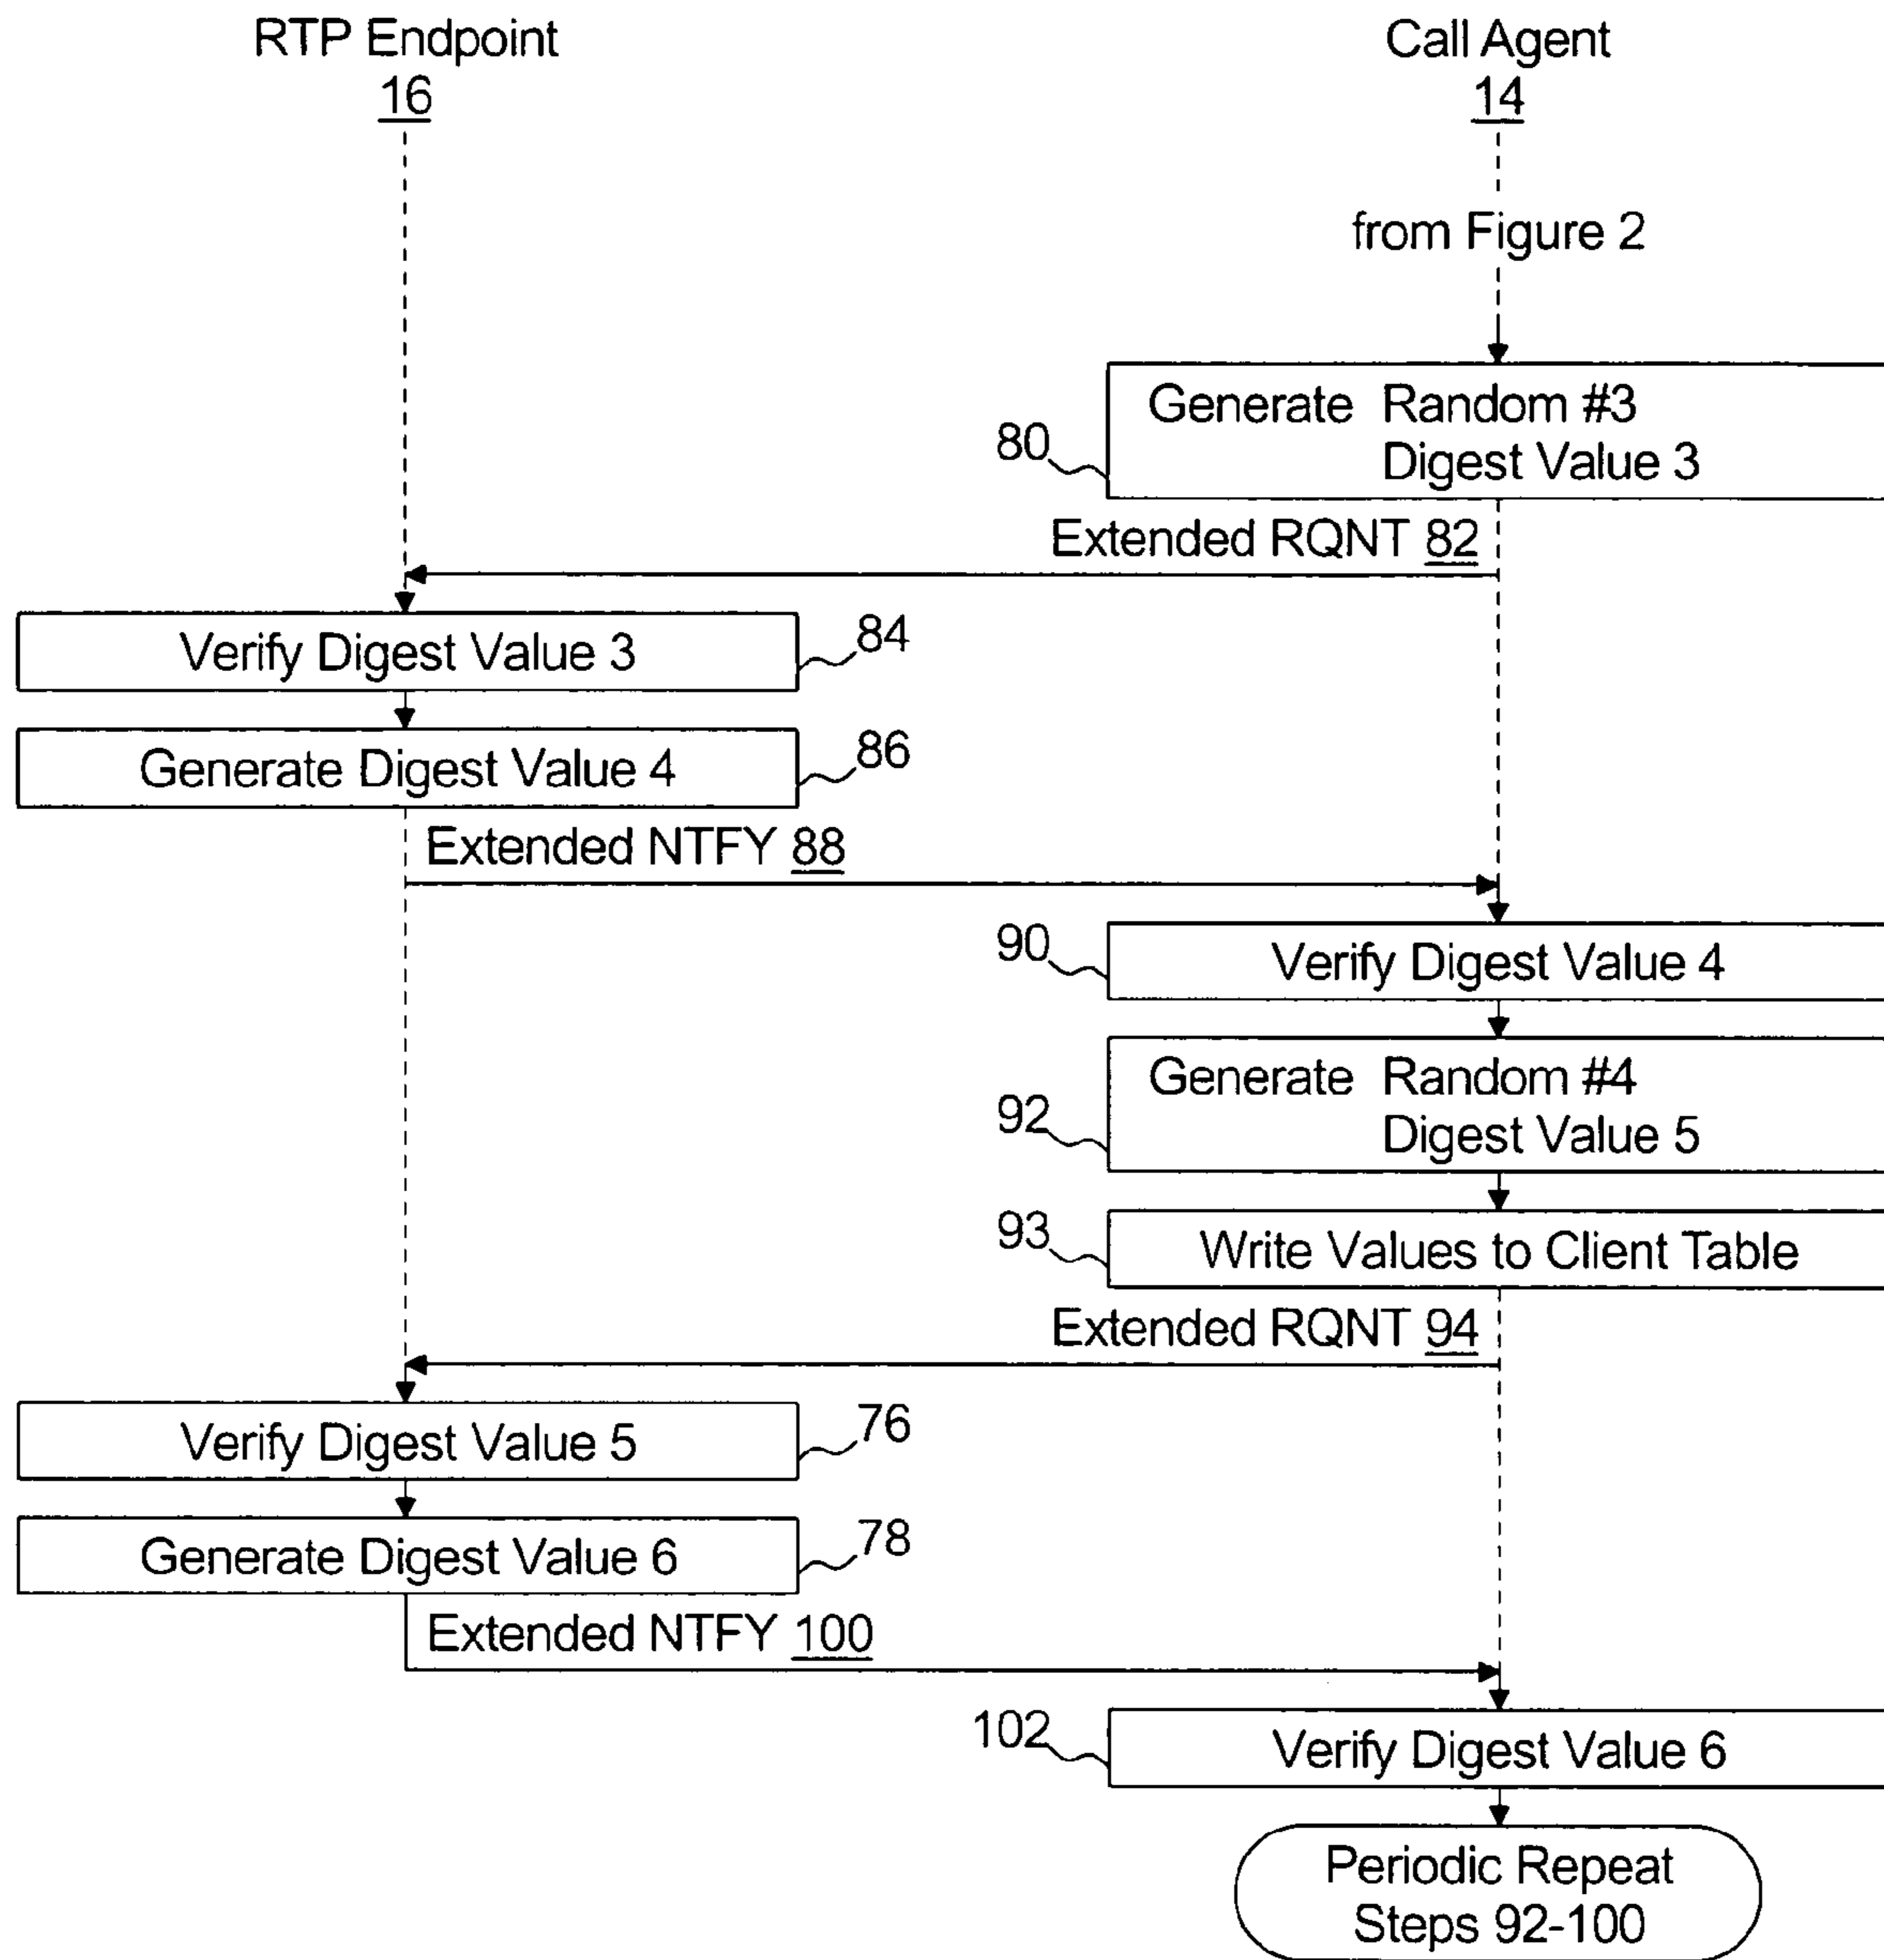 RTP Endpoint
16
Call Agent
14
from Figure 2
Generate Random #3
Digest Value 3
80
Extended RQNT 82
Verify Digest Value 3
84
Generate Digest Value 4
86
Extended NTFY 88
90
Verify Digest Value 4
Generate Random #4
Digest Value 5
92
93
Write Values to Client Table
Extended RQNT 94
Verify Digest Value 5
76
Generate Digest Value 6
78
Extended NTFY 100
102
Verify Digest Value 6
Periodic Repeat
Steps 92-100